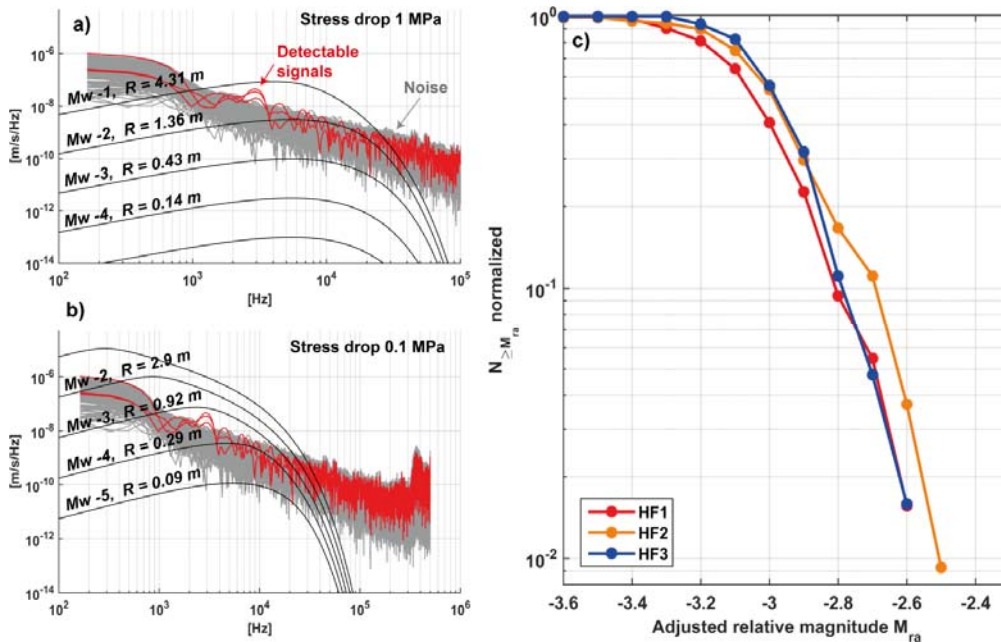 a)
Stress drop 1 MPa
Detectable
signals
Noise
[m/s/Hz]
10^-6
10^-8
10^-10
10^-12
10^-14
Mw -1, R = 4.31 m
Mw -2, R = 1.36 m
Mw -3, R = 0.43 m
Mw -4, R = 0.14 m
10^2
10^3
10^4
10^5
[Hz]
b)
Stress drop 0.1 MPa
[m/s/Hz]
10^-6
10^-8
10^-10
10^-12
10^-14
Mw -2, R = 2.9 m
Mw -3, R = 0.92 m
Mw -4, R = 0.29 m
Mw -5, R = 0.09 m
10^2
10^3
10^4
10^5
10^6
[Hz]
c)
N≥M_ra normalized
10^0
10^-1
10^-2
HF1
HF2
HF3
-3.6
-3.4
-3.2
-3
-2.8
-2.6
-2.4
Adjusted relative magnitude M_ra